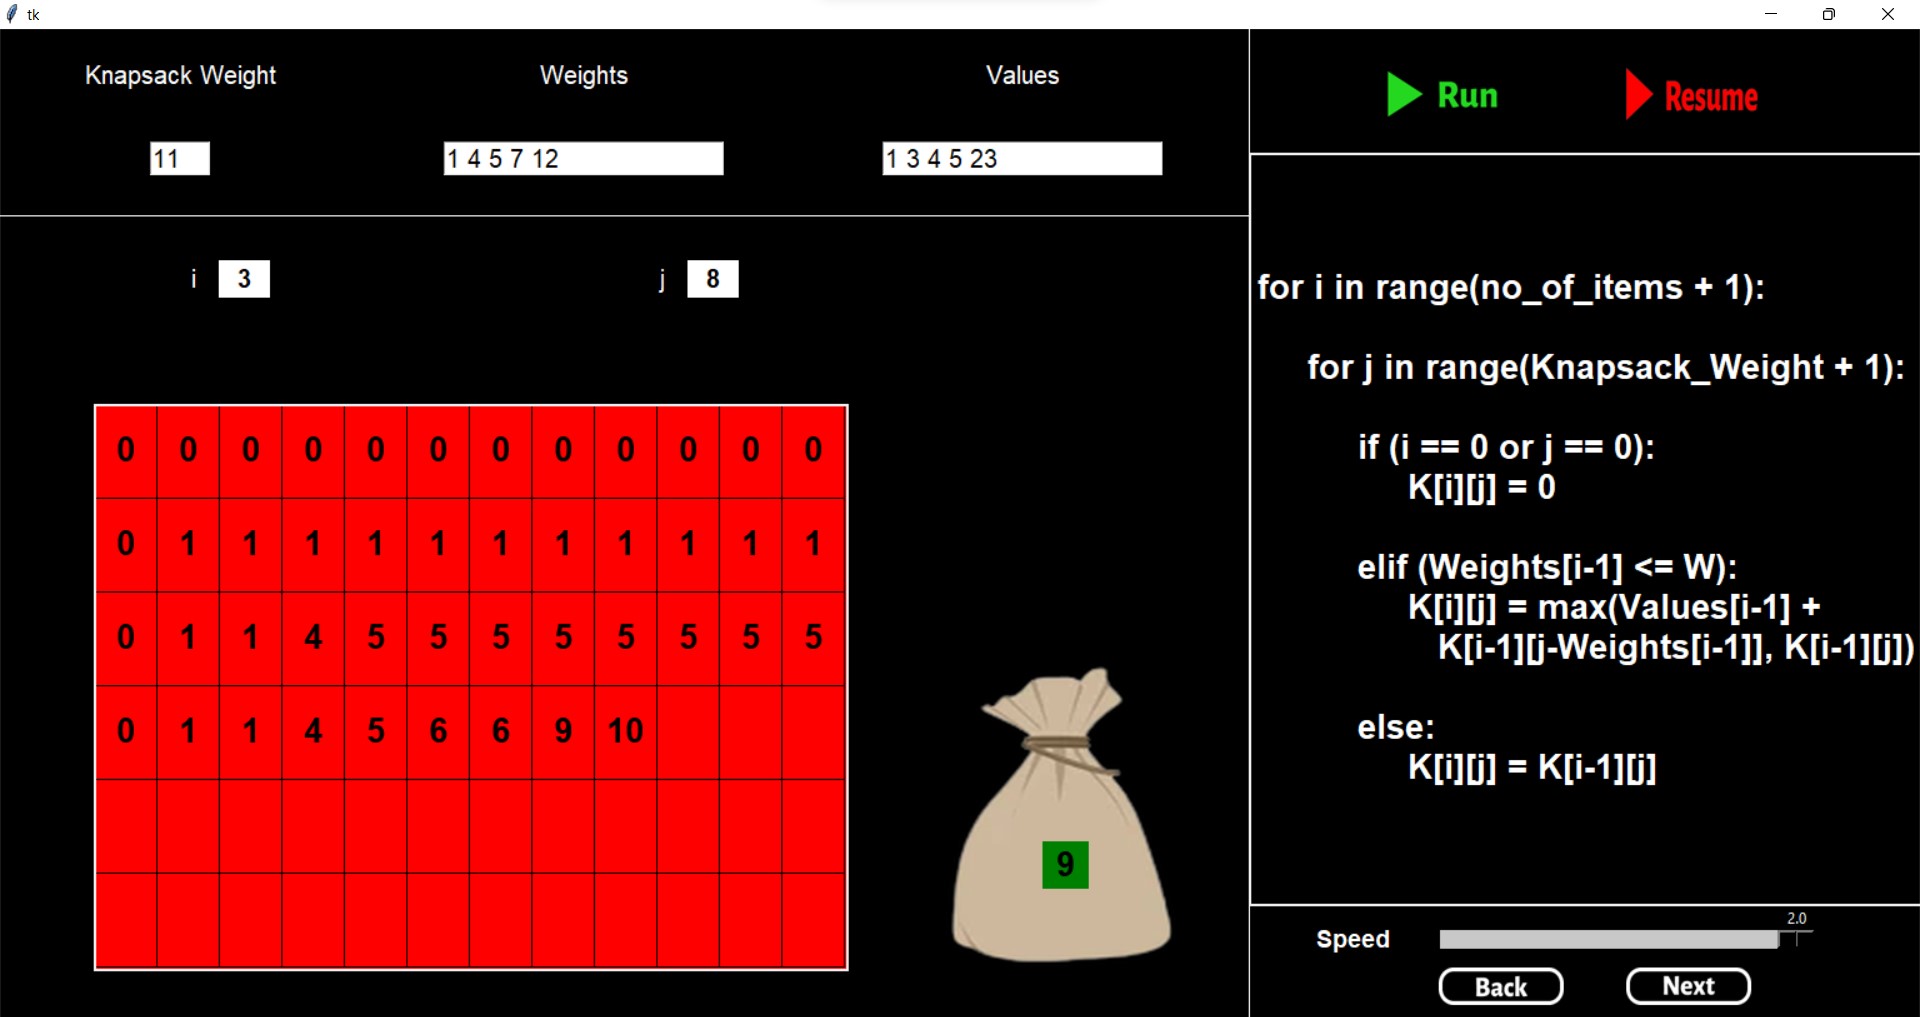 tk
Knapsack Weight
Weights
Values
11
1 4 5 7 12
1 3 4 5 23
Run
Resume
i
3
j
8
0 0 0 0 0 0 0 0 0 0 0 0
0 1 1 1 1 1 1 1 1 1 1 1
0 1 1 4 5 5 5 5 5 5 5 5
0 1 1 4 5 6 6 9 10
9
for i in range(no_of_items + 1):
for j in range(Knapsack_Weight + 1):
if (i == 0 or j == 0):
K[i][j] = 0
elif (Weights[i-1] <= W):
K[i][j] = max(Values[i-1] +
K[i-1][j-Weights[i-1]], K[i-1][j])
else:
K[i][j] = K[i-1][j]
2.0
Speed
Back
Next